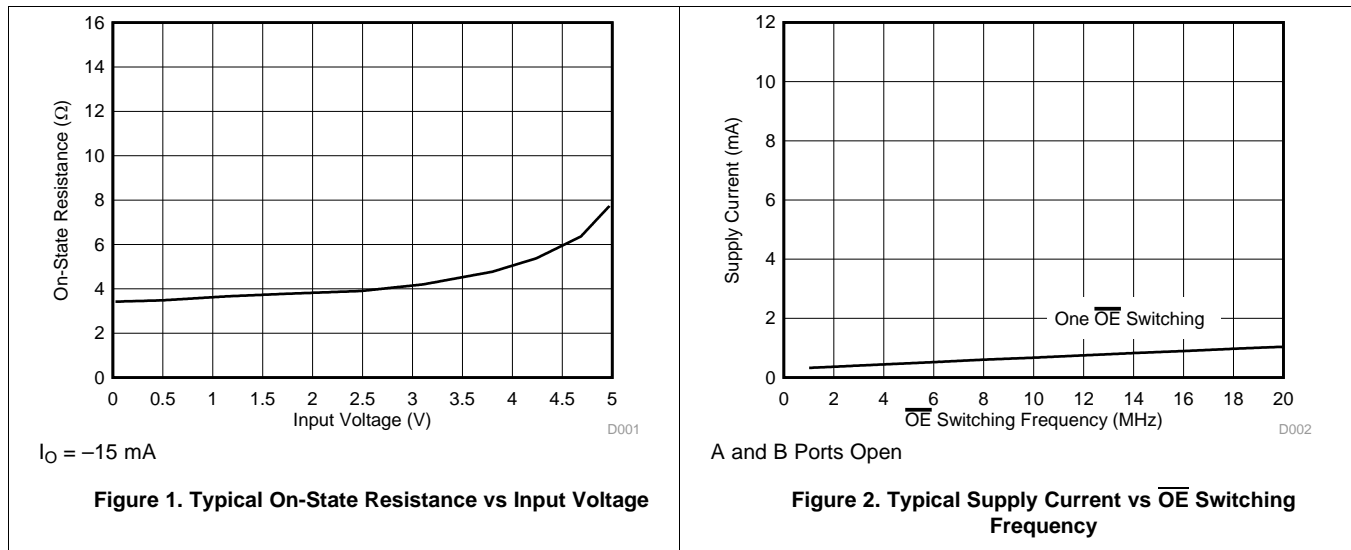 16
14
12
10
8
6
4
2
0
On-State Resistance (Ω)
0 0.5 1 1.5 2 2.5 3 3.5 4 4.5 5
Input Voltage (V)
D001
I_O = –15 mA
Figure 1. Typical On-State Resistance vs Input Voltage
12
10
8
6
4
2
0
Supply Current (mA)
One O̅E̅ Switching
0 2 4 6 8 10 12 14 16 18 20
O̅E̅ Switching Frequency (MHz)
D002
A and B Ports Open
Figure 2. Typical Supply Current vs O̅E̅ Switching
Frequency